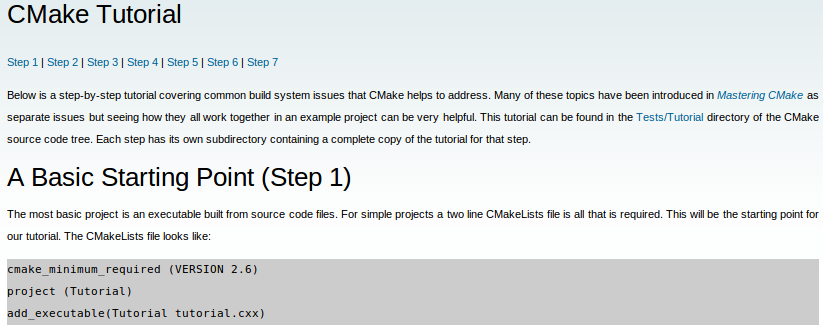 CMake Tutorial
Step 1 | Step 2 | Step 3 | Step 4 | Step 5 | Step 6 | Step 7
Below is a step-by-step tutorial covering common build system issues that CMake helps to address. Many of these topics have been introduced in Mastering CMake as
separate issues but seeing how they all work together in an example project can be very helpful. This tutorial can be found in the Tests/Tutorial directory of the CMake
source code tree. Each step has its own subdirectory containing a complete copy of the tutorial for that step.
A Basic Starting Point (Step 1)
The most basic project is an executable built from source code files. For simple projects a two line CMakeLists file is all that is required. This will be the starting point for
our tutorial. The CMakeLists file looks like:
cmake_minimum_required (VERSION 2.6)
project (Tutorial)
add_executable(Tutorial tutorial.cxx)